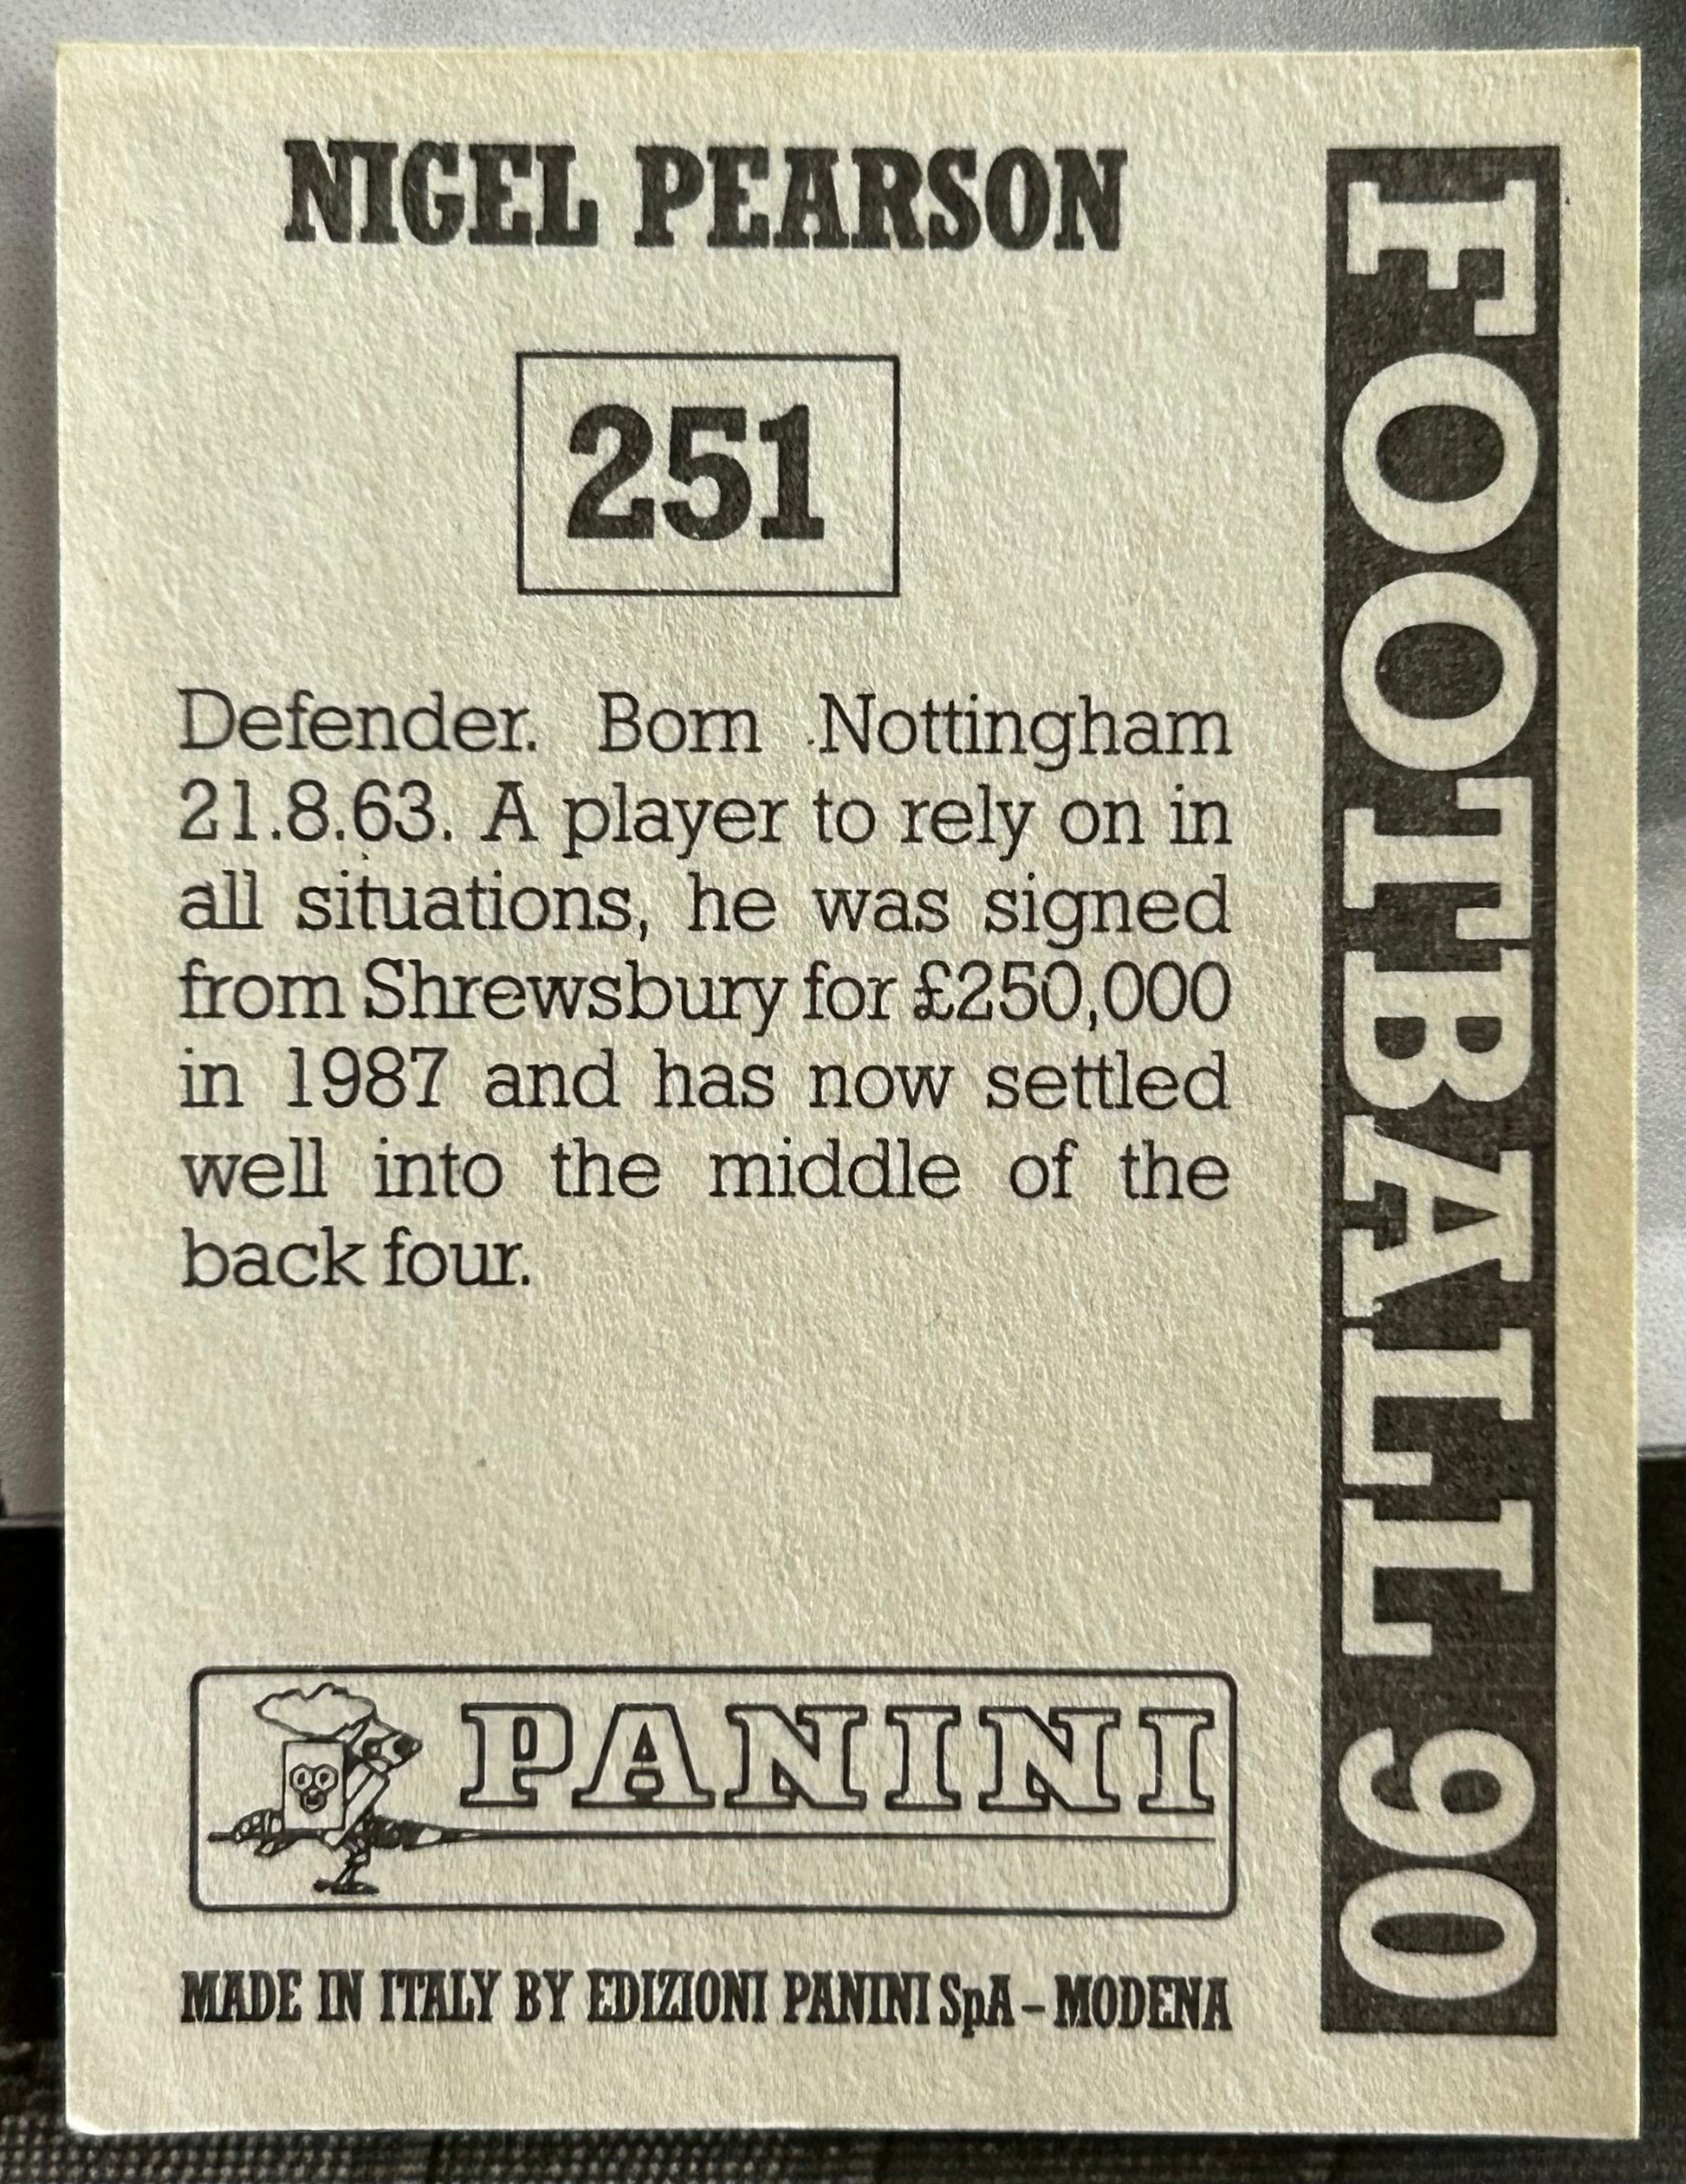 NIGEL PEARSON
251
Defender. Born Nottingham
21.8.63. A player to rely on in
all situations, he was signed
from Shrewsbury for £250,000
in 1987 and has now settled
well into the middle of the
back four.
PANINI
MADE IN ITALY BY EDIZIONI PANINI SpA – MODENA
FOOTBALL 90